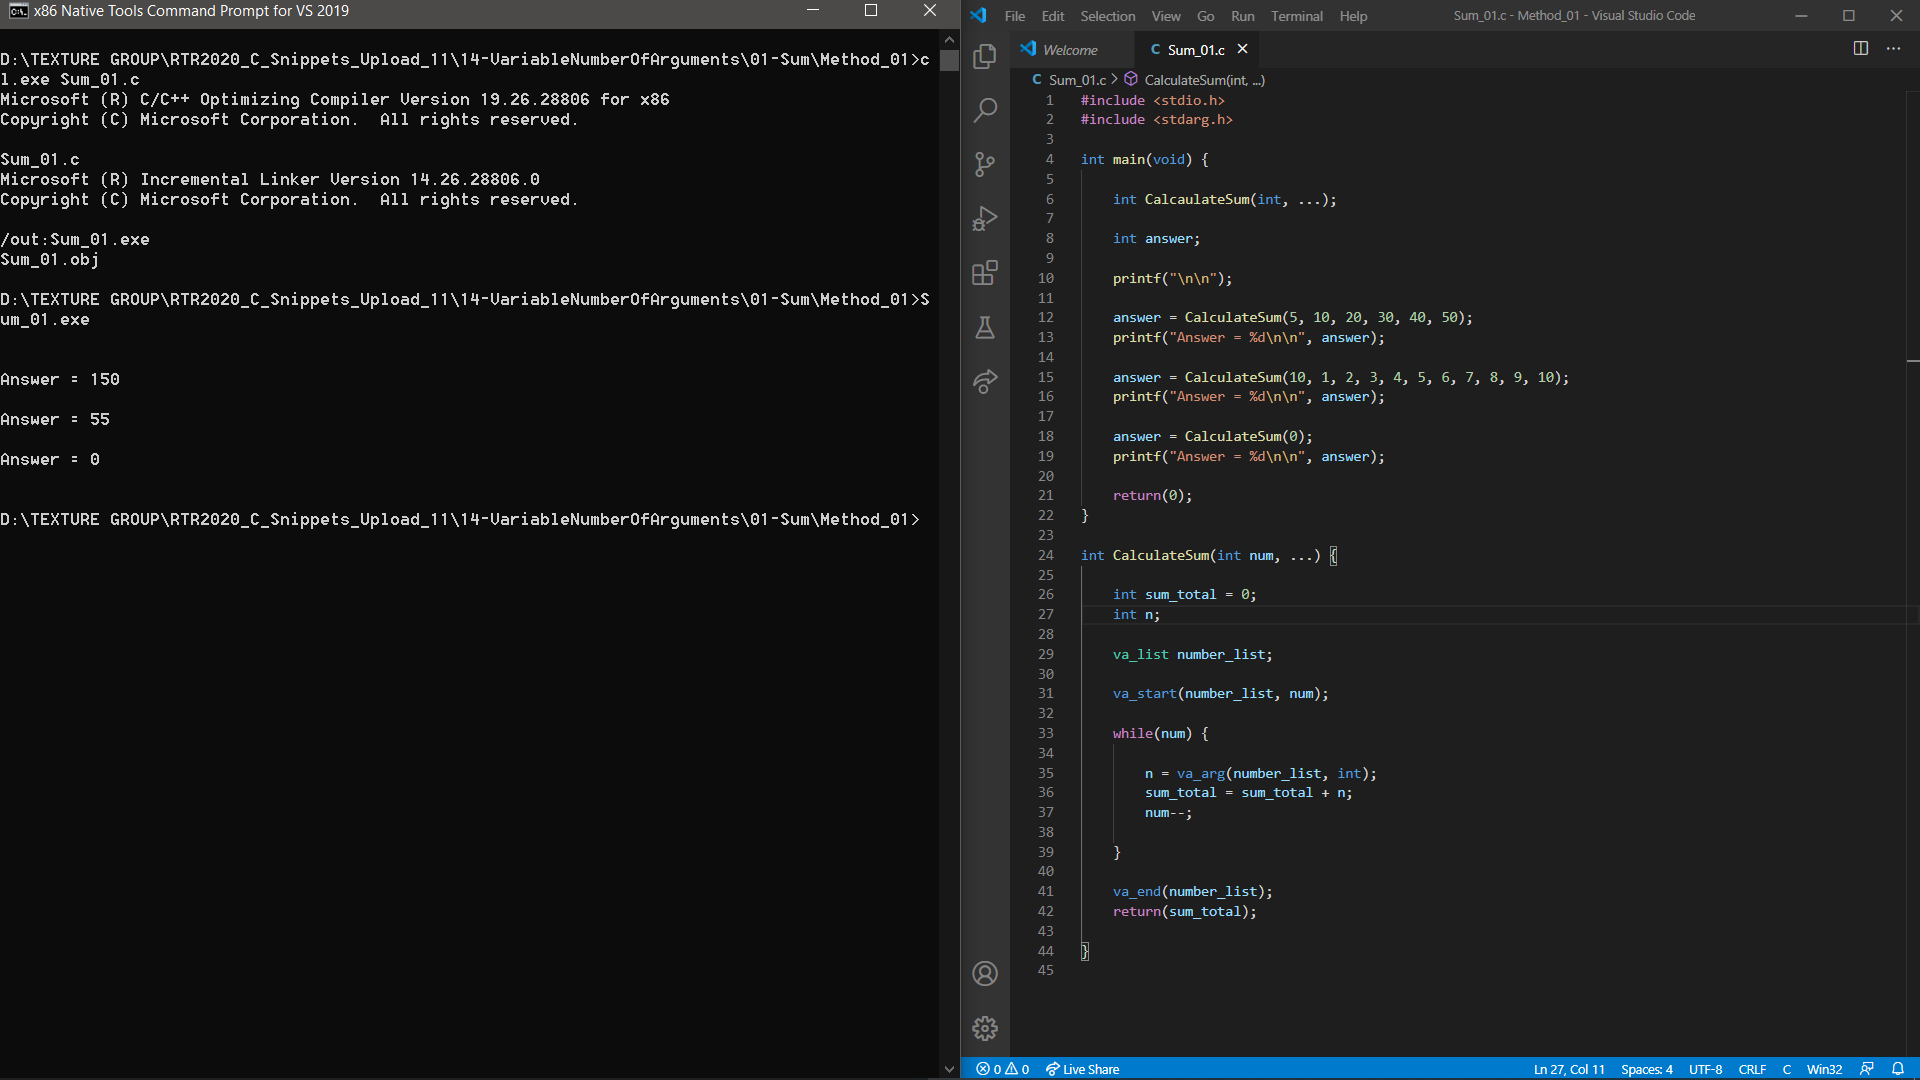 x86 Native Tools Command Prompt for VS 2019
D:\TEXTURE GROUP\RTR2020_C_Snippets_Upload_11\14-VariableNumberOfArguments\01-Sum\Method_01>c
l.exe Sum_01.c
Microsoft (R) C/C++ Optimizing Compiler Version 19.26.28806 for x86
Copyright (C) Microsoft Corporation.  All rights reserved.
Sum_01.c
Microsoft (R) Incremental Linker Version 14.26.28806.0
Copyright (C) Microsoft Corporation.  All rights reserved.
/out:Sum_01.exe
Sum_01.obj
D:\TEXTURE GROUP\RTR2020_C_Snippets_Upload_11\14-VariableNumberOfArguments\01-Sum\Method_01>S
um_01.exe
Answer = 150
Answer = 55
Answer = 0
D:\TEXTURE GROUP\RTR2020_C_Snippets_Upload_11\14-VariableNumberOfArguments\01-Sum\Method_01>
File Edit Selection View Go Run Terminal Help Sum_01.c - Method_01 - Visual Studio Code
Welcome C Sum_01.c
C Sum_01.c > CalculateSum(int, ...)
1 #include <stdio.h>
2 #include <stdarg.h>
3
4 int main(void) {
5
6 int CalcaulateSum(int, ...);
7
8 int answer;
9
10 printf("\n\n");
11
12 answer = CalculateSum(5, 10, 20, 30, 40, 50);
13 printf("Answer = %d\n\n", answer);
14
15 answer = CalculateSum(10, 1, 2, 3, 4, 5, 6, 7, 8, 9, 10);
16 printf("Answer = %d\n\n", answer);
17
18 answer = CalculateSum(0);
19 printf("Answer = %d\n\n", answer);
20
21 return(0);
22 }
23
24 int CalculateSum(int num, ...) {
25
26 int sum_total = 0;
27 int n;
28
29 va_list number_list;
30
31 va_start(number_list, num);
32
33 while(num) {
34
35 n = va_arg(number_list, int);
36 sum_total = sum_total + n;
37 num--;
38
39 }
40
41 va_end(number_list);
42 return(sum_total);
43
44 }
45
0 0 Live Share Ln 27, Col 11 Spaces: 4 UTF-8 CRLF C Win32